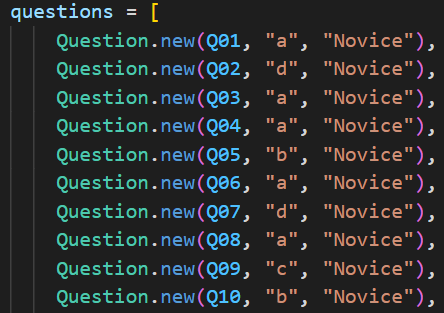 questions = [
Question.new(Q01, "a", "Novice"),
Question.new(Q02, "d", "Novice"),
Question.new(Q03, "a", "Novice"),
Question.new(Q04, "a", "Novice"),
Question.new(Q05, "b", "Novice"),
Question.new(Q06, "a", "Novice"),
Question.new(Q07, "d", "Novice"),
Question.new(Q08, "a", "Novice"),
Question.new(Q09, "c", "Novice"),
Question.new(Q10, "b", "Novice"),